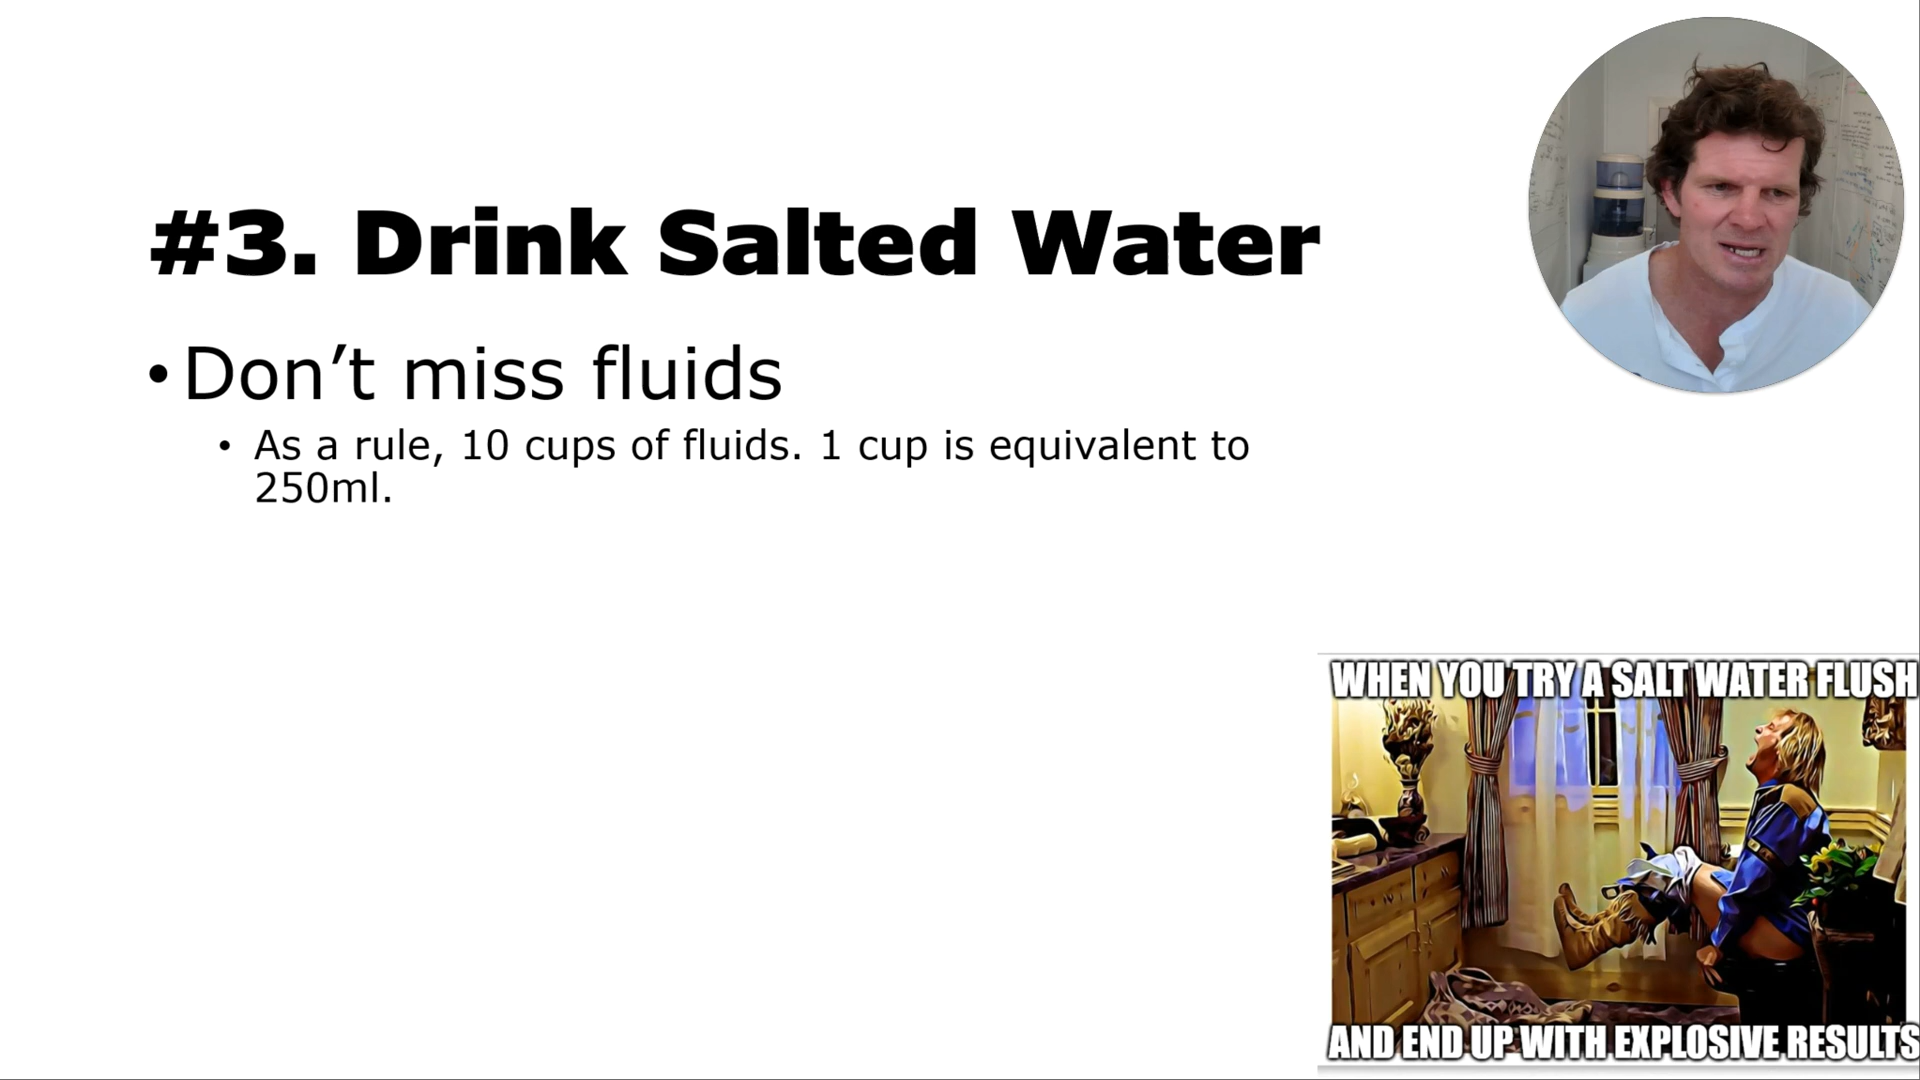 #3. Drink Salted Water
• Don’t miss fluids
• As a rule, 10 cups of fluids. 1 cup is equivalent to
250ml.
WHEN YOU TRY A SALT WATER FLUSH
AND END UP WITH EXPLOSIVE RESULTS